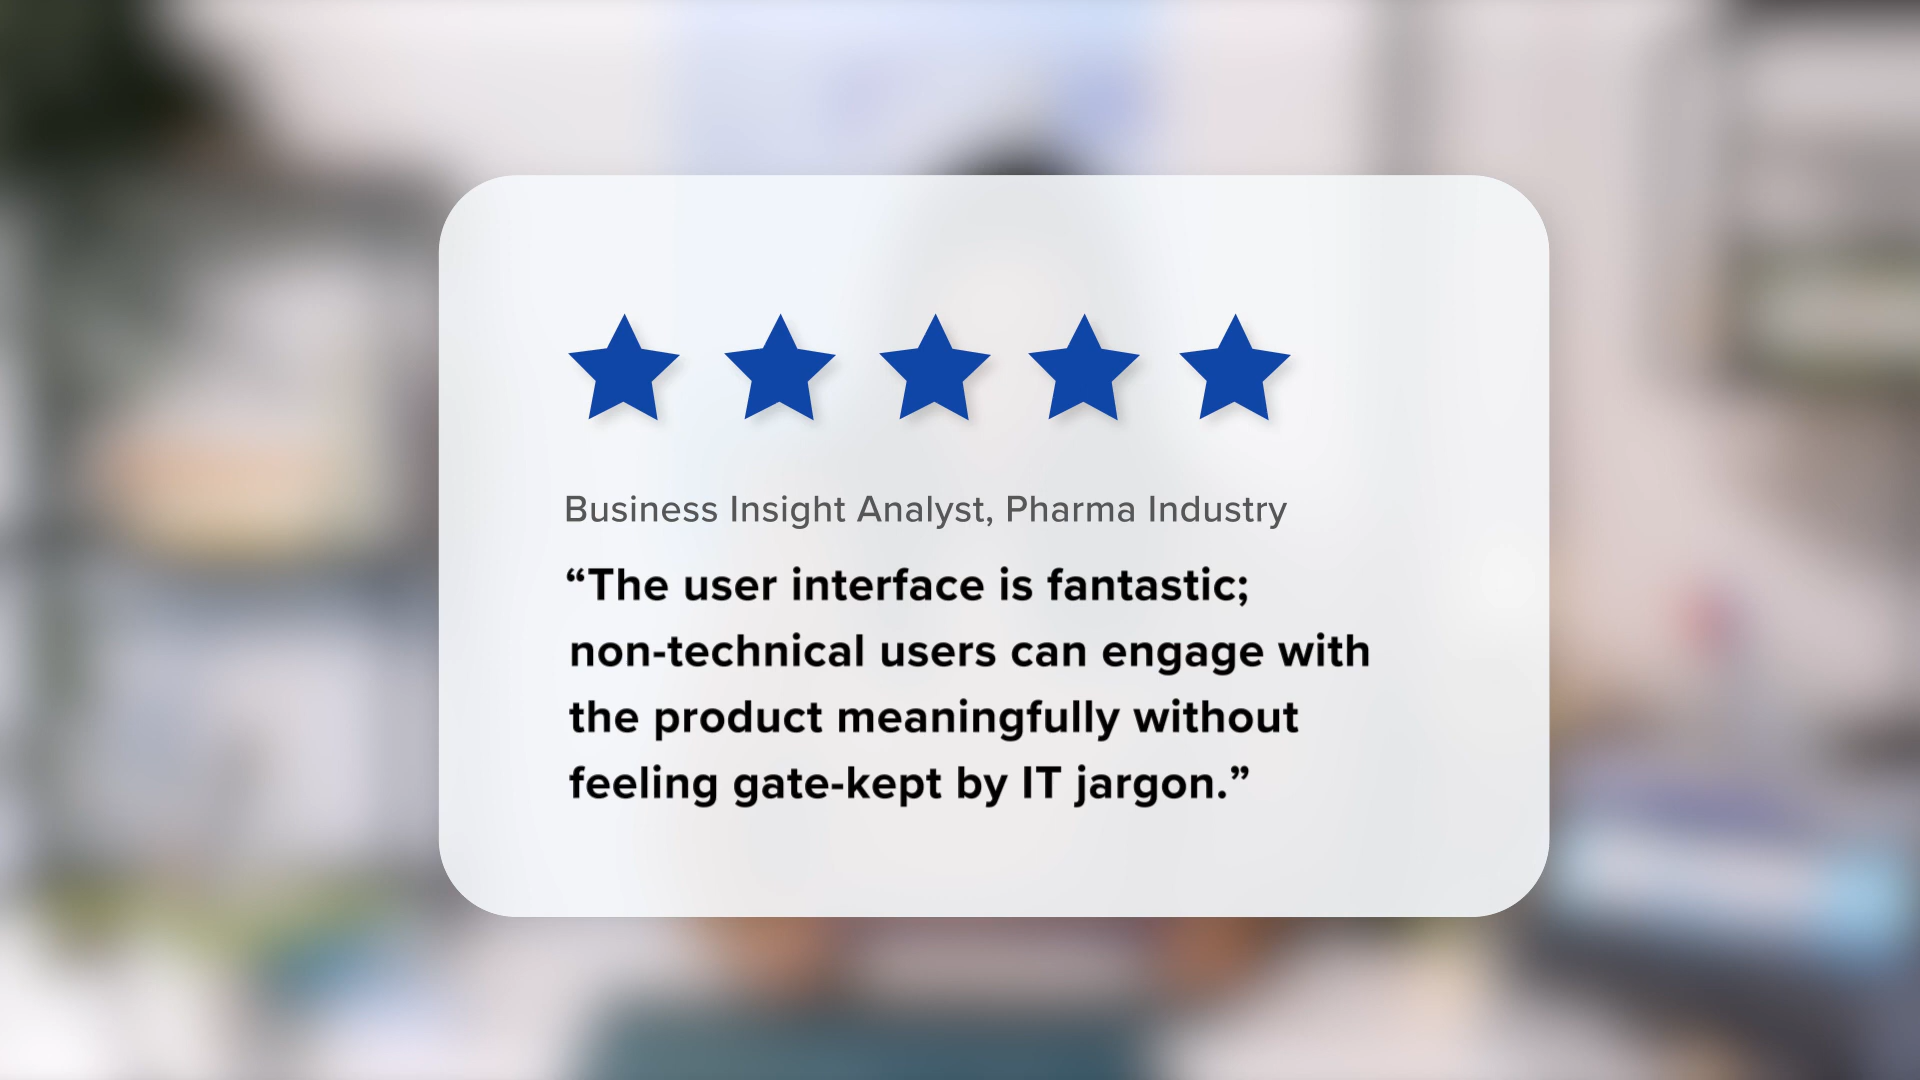 Business Insight Analyst, Pharma Industry
“The user interface is fantastic;
non-technical users can engage with
the product meaningfully without
feeling gate-kept by IT jargon.”